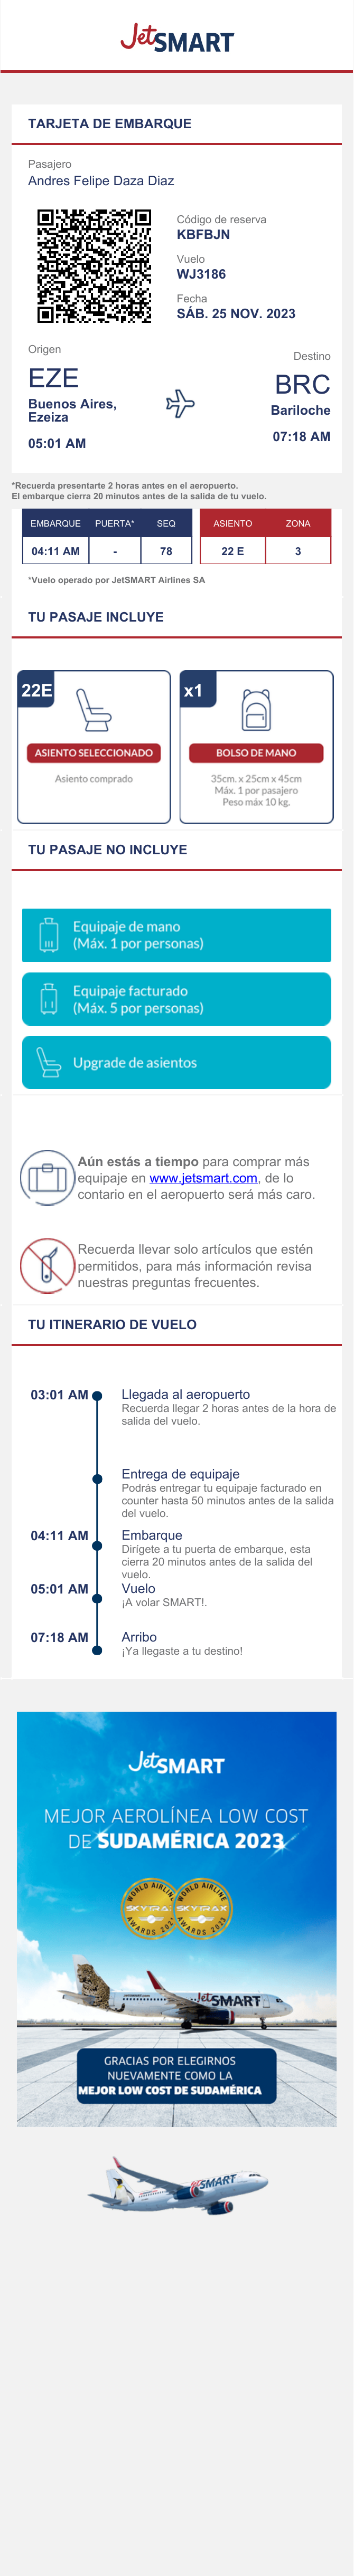 JetSMART
TARJETA DE EMBARQUE
Pasajero
Andres Felipe Daza Diaz
Código de reserva
KBFBJN
Vuelo
WJ3186
Fecha
SÁB. 25 NOV. 2023
Origen
EZE
Buenos Aires,
Ezeiza
05:01 AM
Destino
BRC
Bariloche
07:18 AM
*Recuerda presentarte 2 horas antes en el aeropuerto.
El embarque cierra 20 minutos antes de la salida de tu vuelo.
EMBARQUE PUERTA* SEQ ASIENTO ZONA
04:11 AM - 78 22 E 3
*Vuelo operado por JetSMART Airlines SA
TU PASAJE INCLUYE
22E
ASIENTO SELECCIONADO
Asiento comprado
x1
BOLSO DE MANO
35cm. x 25cm x 45cm
Máx. 1 por pasajero
Peso máx 10 kg.
TU PASAJE NO INCLUYE
Equipaje de mano
(Máx. 1 por personas)
Equipaje facturado
(Máx. 5 por personas)
Upgrade de asientos
Aún estás a tiempo para comprar más
equipaje en www.jetsmart.com, de lo
contario en el aeropuerto será más caro.
Recuerda llevar solo artículos que estén
permitidos, para más información revisa
nuestras preguntas frecuentes.
TU ITINERARIO DE VUELO
03:01 AM Llegada al aeropuerto
Recuerda llegar 2 horas antes de la hora de
salida del vuelo.
Entrega de equipaje
Podrás entregar tu equipaje facturado en
counter hasta 50 minutos antes de la salida
del vuelo.
04:11 AM Embarque
Dirígete a tu puerta de embarque, esta
cierra 20 minutos antes de la salida del
vuelo.
05:01 AM Vuelo
¡A volar SMART!.
07:18 AM Arribo
¡Ya llegaste a tu destino!
JetSMART
MEJOR AEROLÍNEA LOW COST
DE SUDAMÉRICA 2023
WORLD AIRLINE WORLD AIRLINE
SKYTRAX SKYTRAX
AWARDS 2023 AWARDS 2023
JetSMART
GRACIAS POR ELEGIRNOS
NUEVAMENTE COMO LA
MEJOR LOW COST DE SUDAMÉRICA
JetSMART